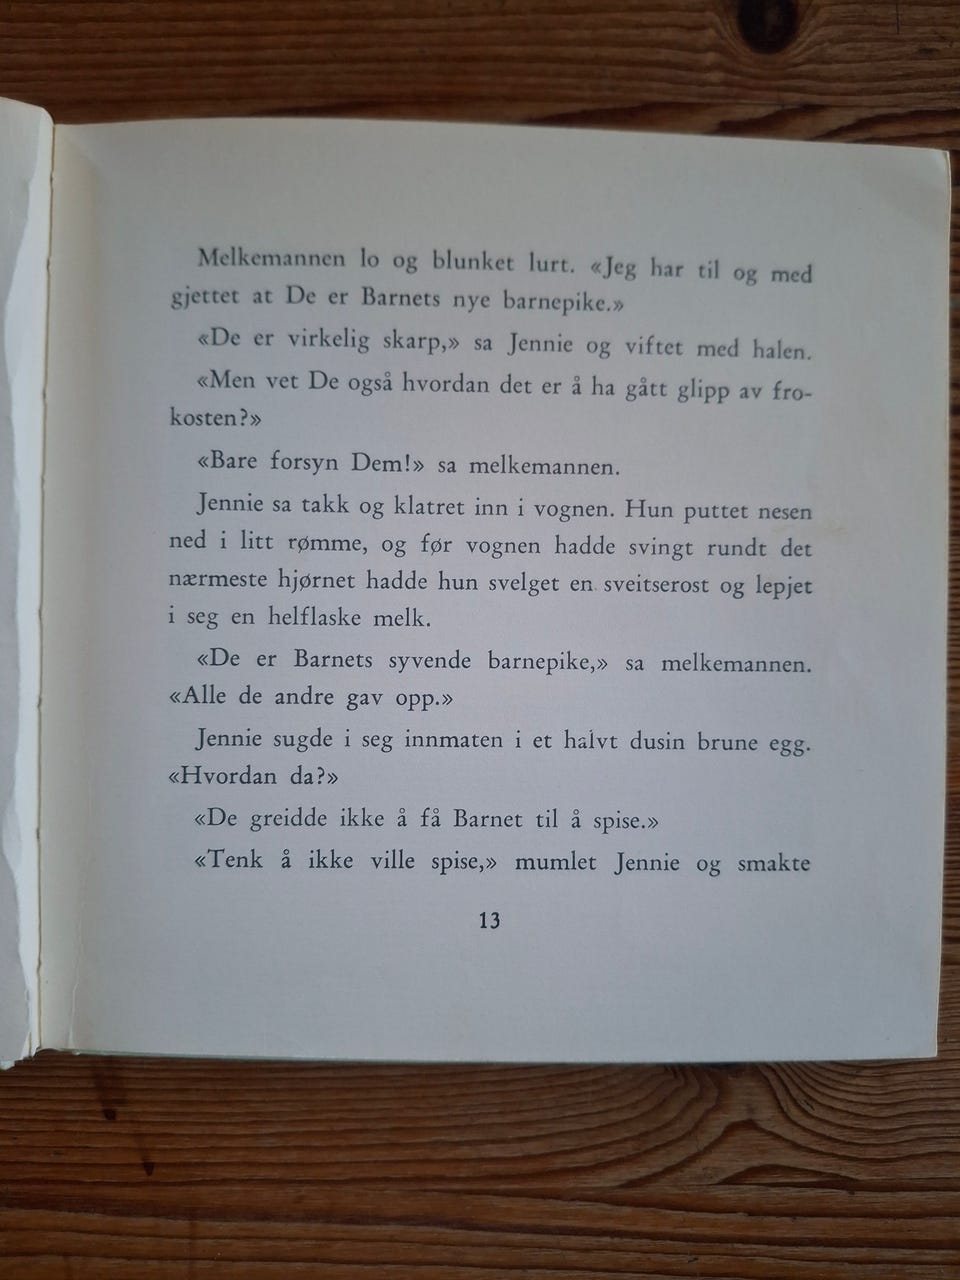 Melkemannen lo og blunket lurt. «Jeg har til og med
gjettet at De er Barnets nye barnepike.»
«De er virkelig skarp,» sa Jennie og viftet med halen.
«Men vet De også hvordan det er å ha gått glipp av fro-
kosten?»
«Bare forsyn Dem!» sa melkemannen.
Jennie sa takk og klatret inn i vognen. Hun puttet nesen
ned i litt rømme, og før vognen hadde svingt rundt det
nærmeste hjørnet hadde hun svelget en sveitserost og lepjet
i seg en helflaske melk.
«De er Barnets syvende barnepike,» sa melkemannen.
«Alle de andre gav opp.»
Jennie sugde i seg innmaten i et halvt dusin brune egg.
«Hvordan da?»
«De greidde ikke å få Barnet til å spise.»
«Tenk å ikke ville spise,» mumlet Jennie og smakte
13